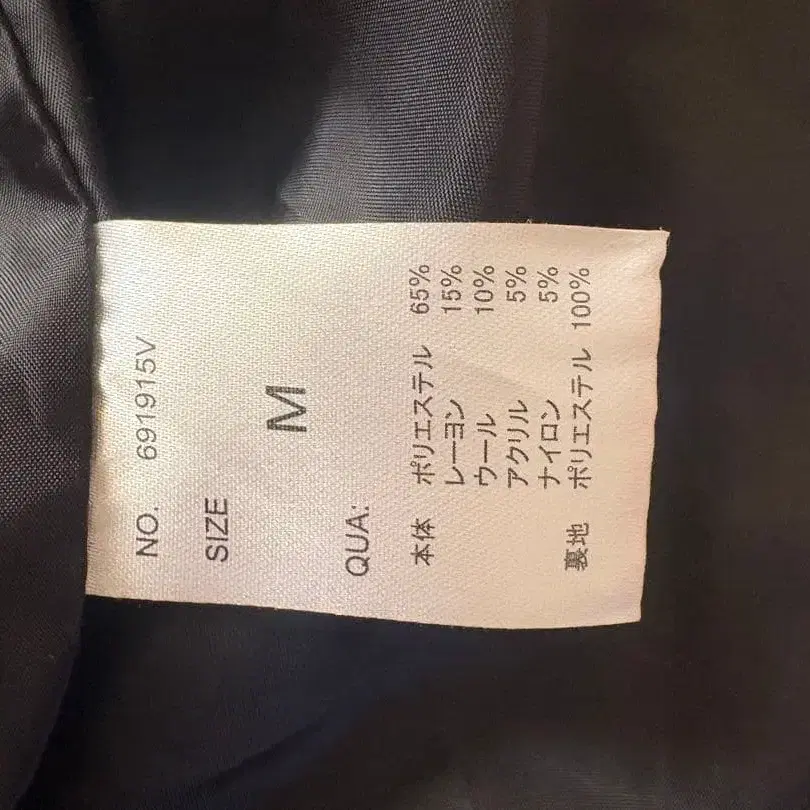 NO. 691915V
SIZE
M
QUA:
本体 ポリエステル 65%
レーヨン 15%
ウール 10%
アクリル 5%
ナイロン 5%
裏地 ポリエステル 100%